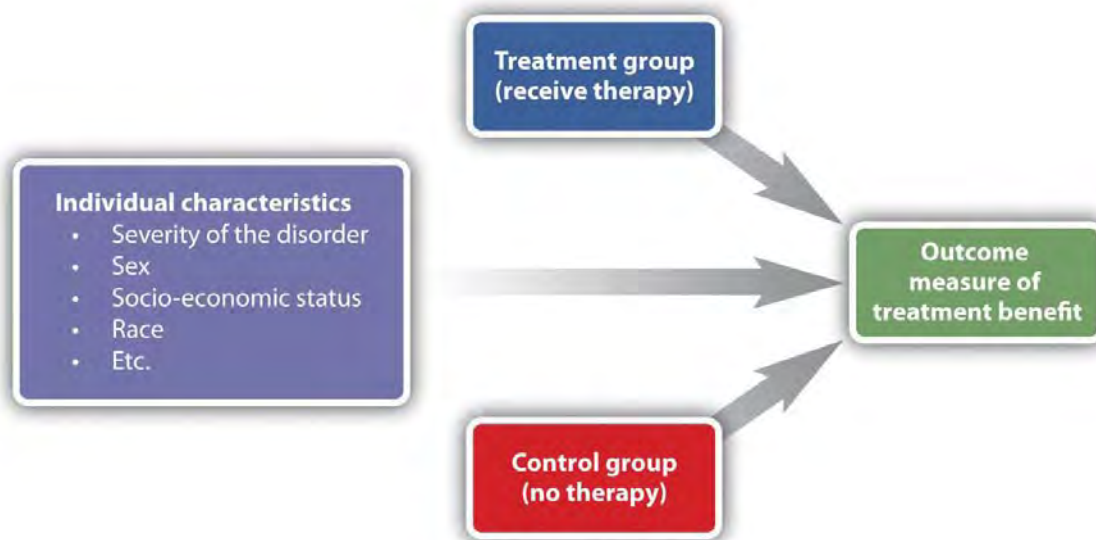 Treatment group
(receive therapy)
Individual characteristics
• Severity of the disorder
• Sex
• Socio-economic status
• Race
• Etc.
Outcome
measure of
treatment benefit
Control group
(no therapy)